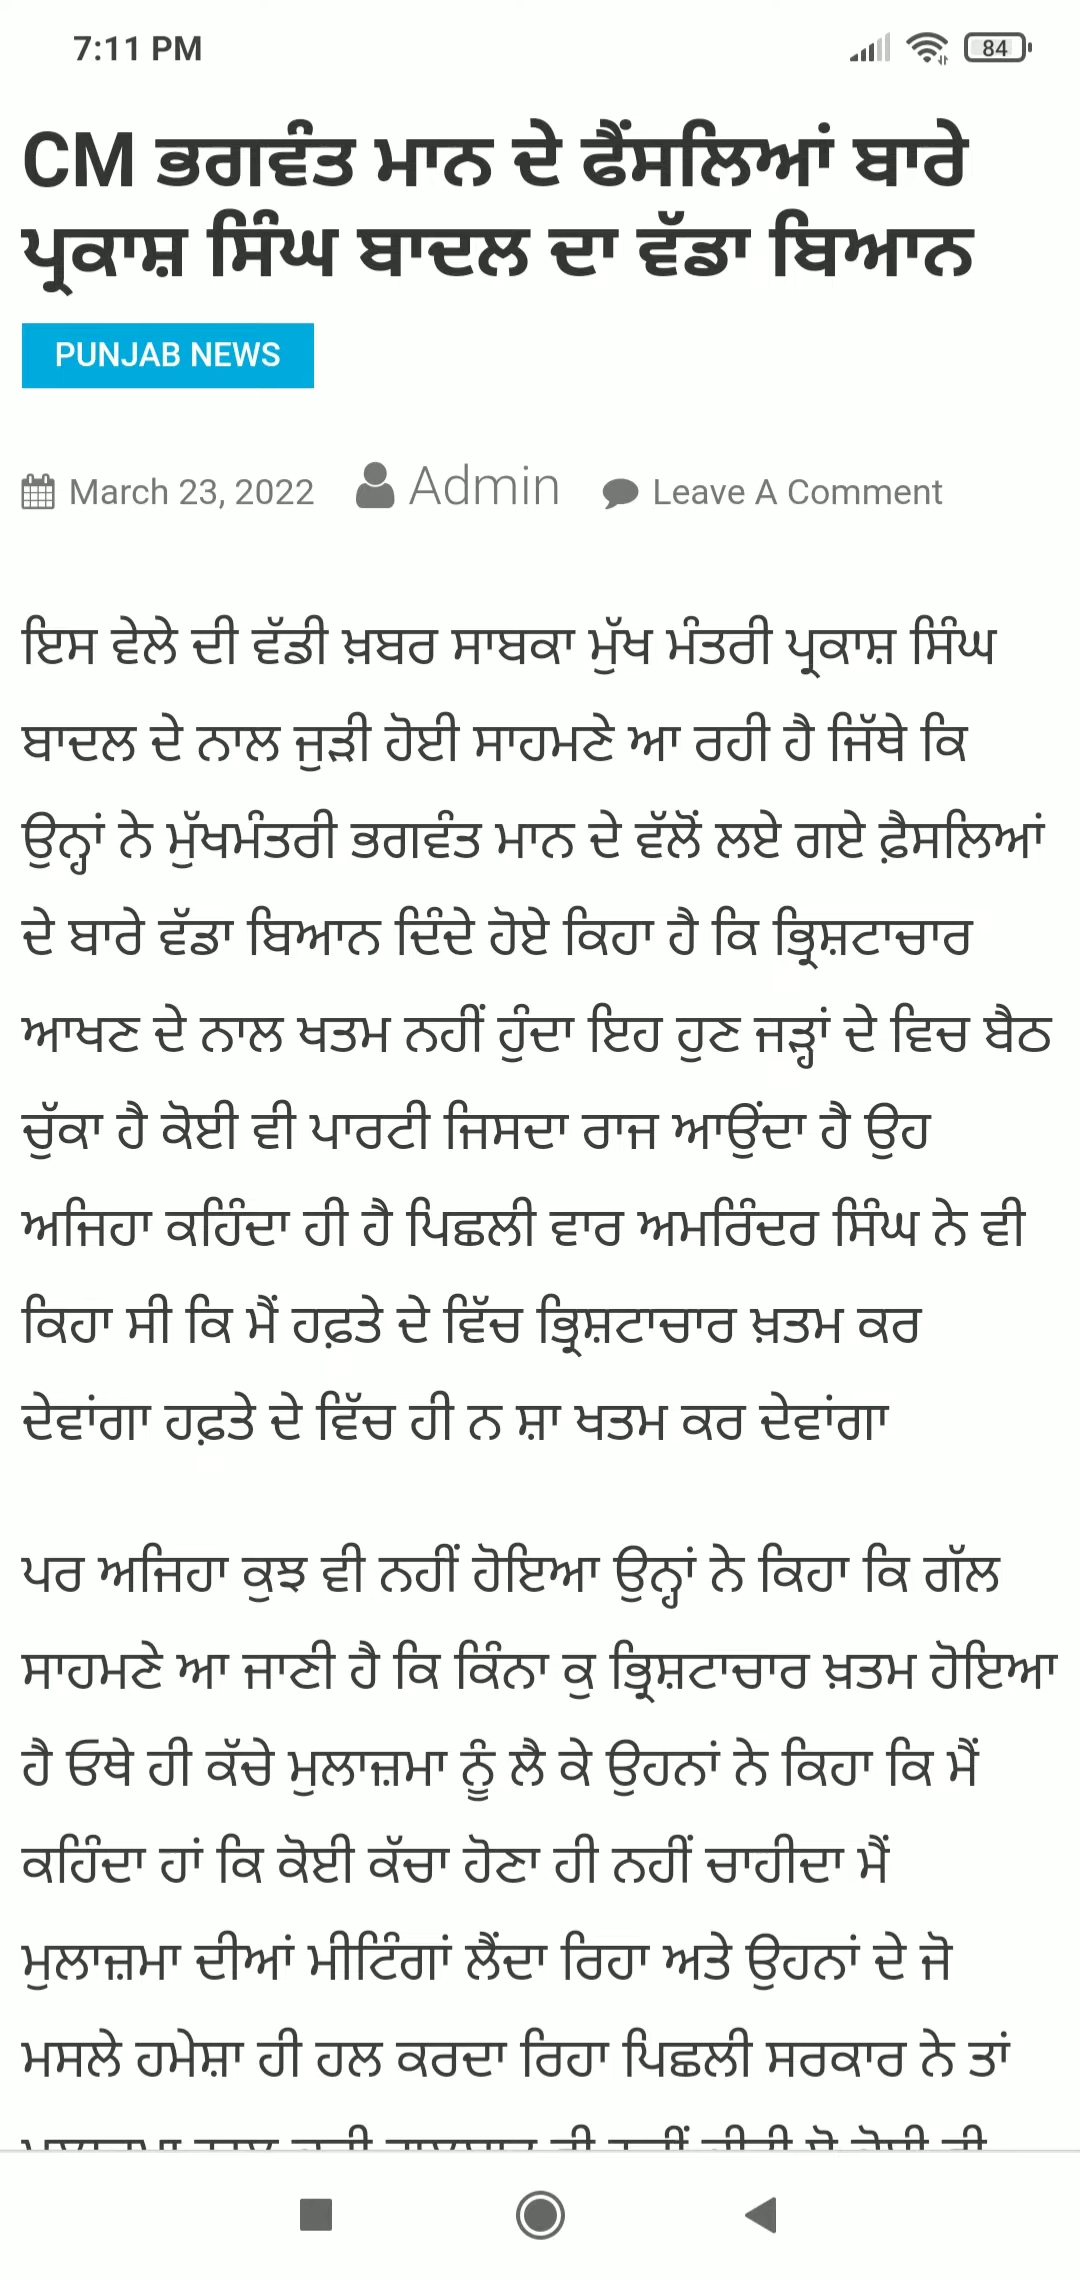 7:11 PM
84
CM ਭਗਵੰਤ ਮਾਨ ਦੇ ਫੈਂਸਲਿਆਂ ਬਾਰੇ
ਪ੍ਰਕਾਸ਼ ਸਿੰਘ ਬਾਦਲ ਦਾ ਵੱਡਾ ਬਿਆਨ
PUNJAB NEWS
March 23, 2022 Admin Leave A Comment
ਇਸ ਵੇਲੇ ਦੀ ਵੱਡੀ ਖ਼ਬਰ ਸਾਬਕਾ ਮੁੱਖ ਮੰਤਰੀ ਪ੍ਰਕਾਸ਼ ਸਿੰਘ
ਬਾਦਲ ਦੇ ਨਾਲ ਜੁੜੀ ਹੋਈ ਸਾਹਮਣੇ ਆ ਰਹੀ ਹੈ ਜਿੱਥੇ ਕਿ
ਉਨ੍ਹਾਂ ਨੇ ਮੁੱਖਮੰਤਰੀ ਭਗਵੰਤ ਮਾਨ ਦੇ ਵੱਲੋਂ ਲਏ ਗਏ ਫ਼ੈਸਲਿਆਂ
ਦੇ ਬਾਰੇ ਵੱਡਾ ਬਿਆਨ ਦਿੰਦੇ ਹੋਏ ਕਿਹਾ ਹੈ ਕਿ ਭ੍ਰਿਸ਼ਟਾਚਾਰ
ਆਖਣ ਦੇ ਨਾਲ ਖਤਮ ਨਹੀਂ ਹੁੰਦਾ ਇਹ ਹੁਣ ਜੜ੍ਹਾਂ ਦੇ ਵਿਚ ਬੈਠ
ਚੁੱਕਾ ਹੈ ਕੋਈ ਵੀ ਪਾਰਟੀ ਜਿਸਦਾ ਰਾਜ ਆਉਂਦਾ ਹੈ ਉਹ
ਅਜਿਹਾ ਕਹਿੰਦਾ ਹੀ ਹੈ ਪਿਛਲੀ ਵਾਰ ਅਮਰਿੰਦਰ ਸਿੰਘ ਨੇ ਵੀ
ਕਿਹਾ ਸੀ ਕਿ ਮੈਂ ਹਫ਼ਤੇ ਦੇ ਵਿੱਚ ਭ੍ਰਿਸ਼ਟਾਚਾਰ ਖ਼ਤਮ ਕਰ
ਦੇਵਾਂਗਾ ਹਫ਼ਤੇ ਦੇ ਵਿੱਚ ਹੀ ਨ ਸ਼ਾ ਖਤਮ ਕਰ ਦੇਵਾਂਗਾ
ਪਰ ਅਜਿਹਾ ਕੁਝ ਵੀ ਨਹੀਂ ਹੋਇਆ ਉਨ੍ਹਾਂ ਨੇ ਕਿਹਾ ਕਿ ਗੱਲ
ਸਾਹਮਣੇ ਆ ਜਾਣੀ ਹੈ ਕਿ ਕਿੰਨਾ ਕੁ ਭ੍ਰਿਸ਼ਟਾਚਾਰ ਖ਼ਤਮ ਹੋਇਆ
ਹੈ ਓਥੇ ਹੀ ਕੱਚੇ ਮੁਲਾਜ਼ਮਾ ਨੂੰ ਲੈ ਕੇ ਉਹਨਾਂ ਨੇ ਕਿਹਾ ਕਿ ਮੈਂ
ਕਹਿੰਦਾ ਹਾਂ ਕਿ ਕੋਈ ਕੱਚਾ ਹੋਣਾ ਹੀ ਨਹੀਂ ਚਾਹੀਦਾ ਮੈਂ
ਮੁਲਾਜ਼ਮਾ ਦੀਆਂ ਮੀਟਿੰਗਾਂ ਲੈਂਦਾ ਰਿਹਾ ਅਤੇ ਉਹਨਾਂ ਦੇ ਜੋ
ਮਸਲੇ ਹਮੇਸ਼ਾ ਹੀ ਹਲ ਕਰਦਾ ਰਿਹਾ ਪਿਛਲੀ ਸਰਕਾਰ ਨੇ ਤਾਂ